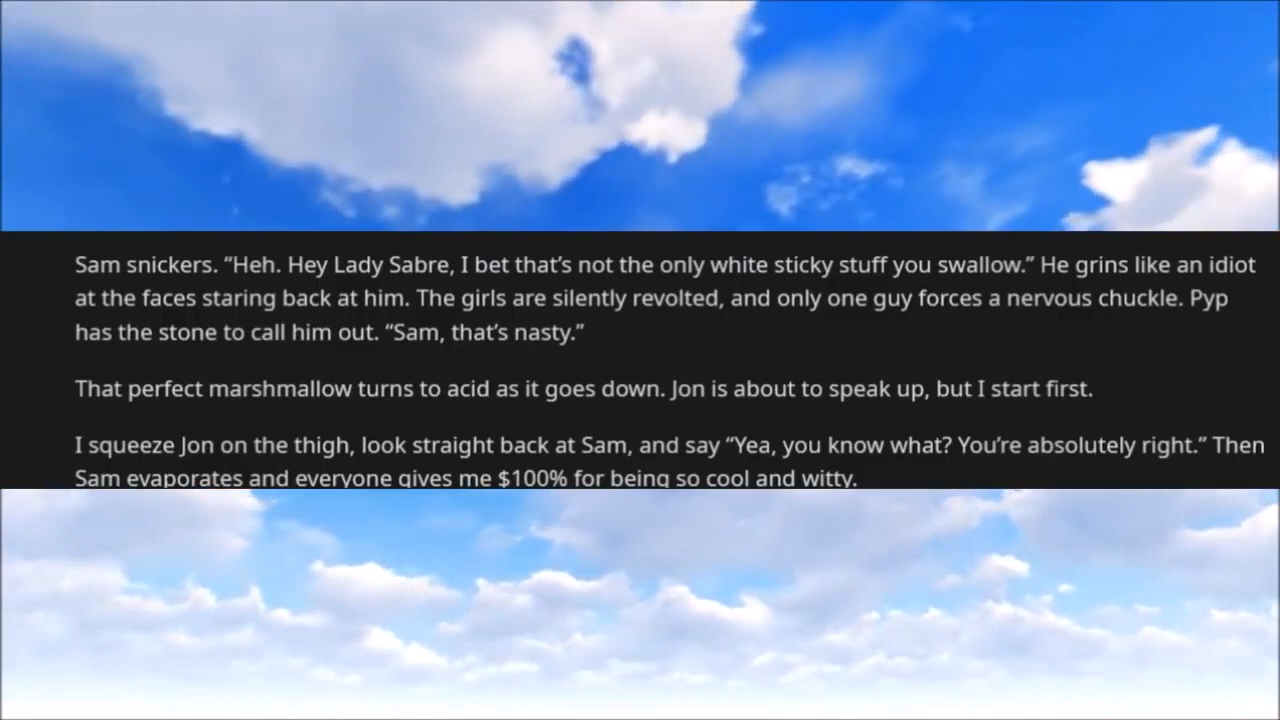 Sam snickers. “Heh. Hey Lady Sabre, I bet that’s not the only white sticky stuff you swallow.” He grins like an idiot
at the faces staring back at him. The girls are silently revolted, and only one guy forces a nervous chuckle. Pyp
has the stone to call him out. “Sam, that’s nasty.”
That perfect marshmallow turns to acid as it goes down. Jon is about to speak up, but I start first.
I squeeze Jon on the thigh, look straight back at Sam, and say “Yea, you know what? You’re absolutely right.” Then
Sam evaporates and everyone gives me $100% for being so cool and witty.